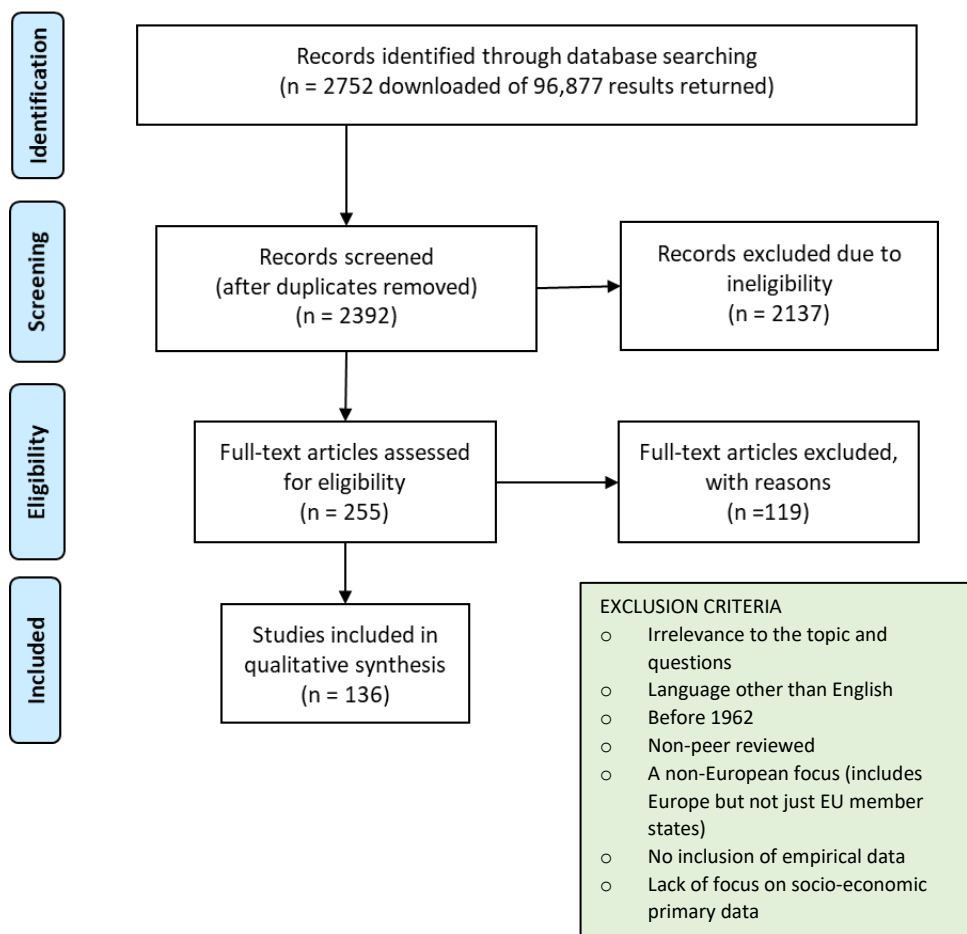 Identification
Records identified through database searching
(n = 2752 downloaded of 96,877 results returned)
Screening
Records screened
(after duplicates removed)
(n = 2392)
Records excluded due to
ineligibility
(n = 2137)
Eligibility
Full-text articles assessed
for eligibility
(n = 255)
Full-text articles excluded,
with reasons
(n =119)
Included
Studies included in
qualitative synthesis
(n = 136)
EXCLUSION CRITERIA
o Irrelevance to the topic and
questions
o Language other than English
o Before 1962
o Non-peer reviewed
o A non-European focus (includes
Europe but not just EU member
states)
o No inclusion of empirical data
o Lack of focus on socio-economic
primary data